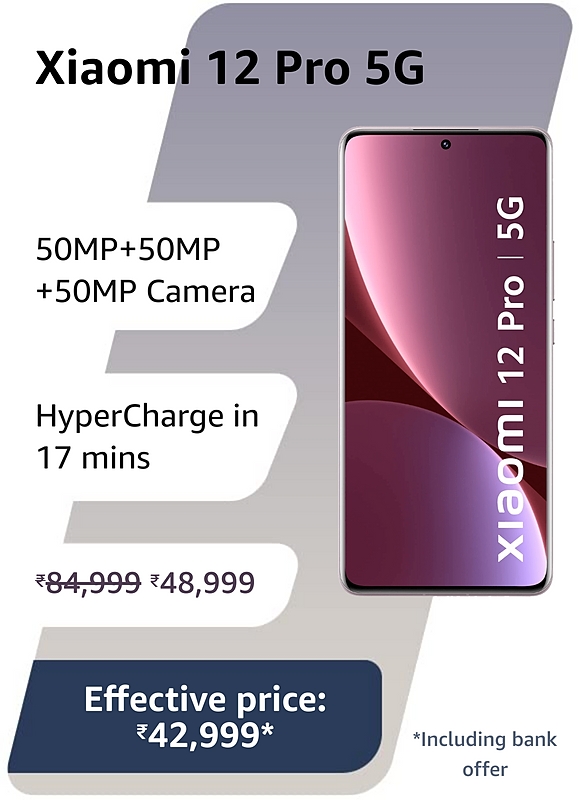 Xiaomi 12 Pro 5G
50MP+50MP
+50MP Camera
HyperCharge in
17 mins
₹84,999 ₹48,999
Effective price:
₹42,999*
xıaomı 12 Pro | 5G
*Including bank
offer